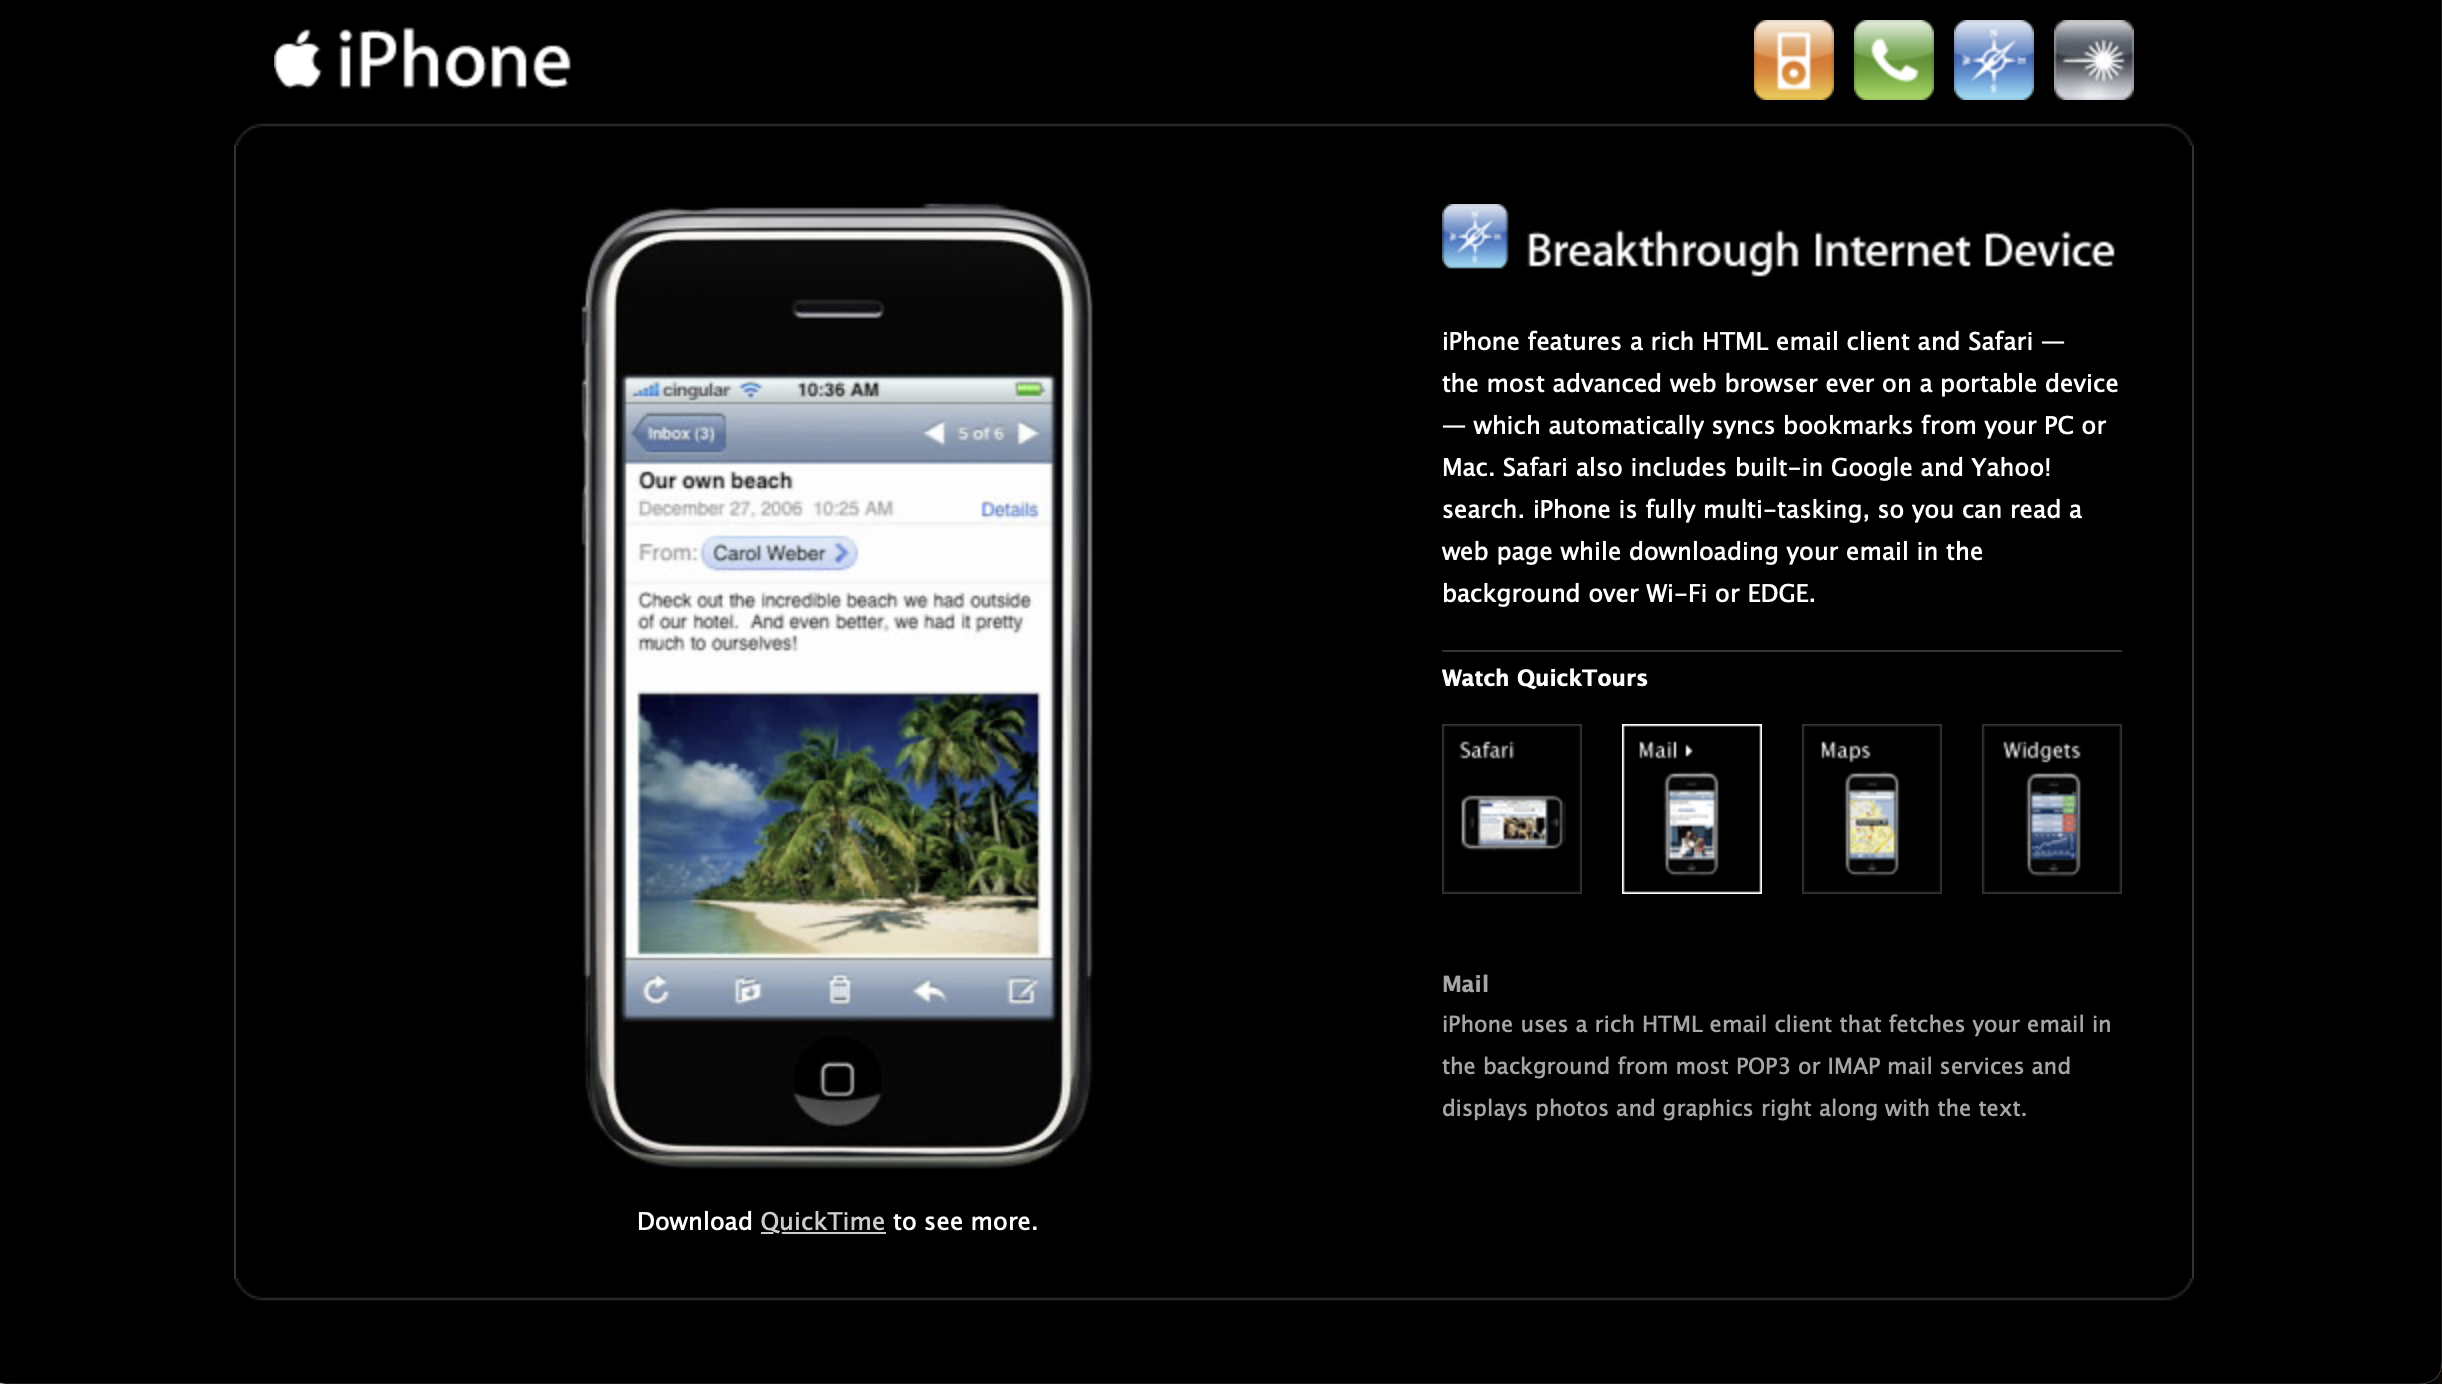 iPhone
cingular 10:36 AM
Inbox (3) 5 of 6
Our own beach
December 27, 2006 10:25 AM Details
From: Carol Weber
Check out the incredible beach we had outside
of our hotel. And even better, we had it pretty
much to ourselves!
Download QuickTime to see more.
Breakthrough Internet Device
iPhone features a rich HTML email client and Safari —
the most advanced web browser ever on a portable device
— which automatically syncs bookmarks from your PC or
Mac. Safari also includes built-in Google and Yahoo!
search. iPhone is fully multi-tasking, so you can read a
web page while downloading your email in the
background over Wi-Fi or EDGE.
Watch QuickTours
Safari Mail Maps Widgets
Mail
iPhone uses a rich HTML email client that fetches your email in
the background from most POP3 or IMAP mail services and
displays photos and graphics right along with the text.